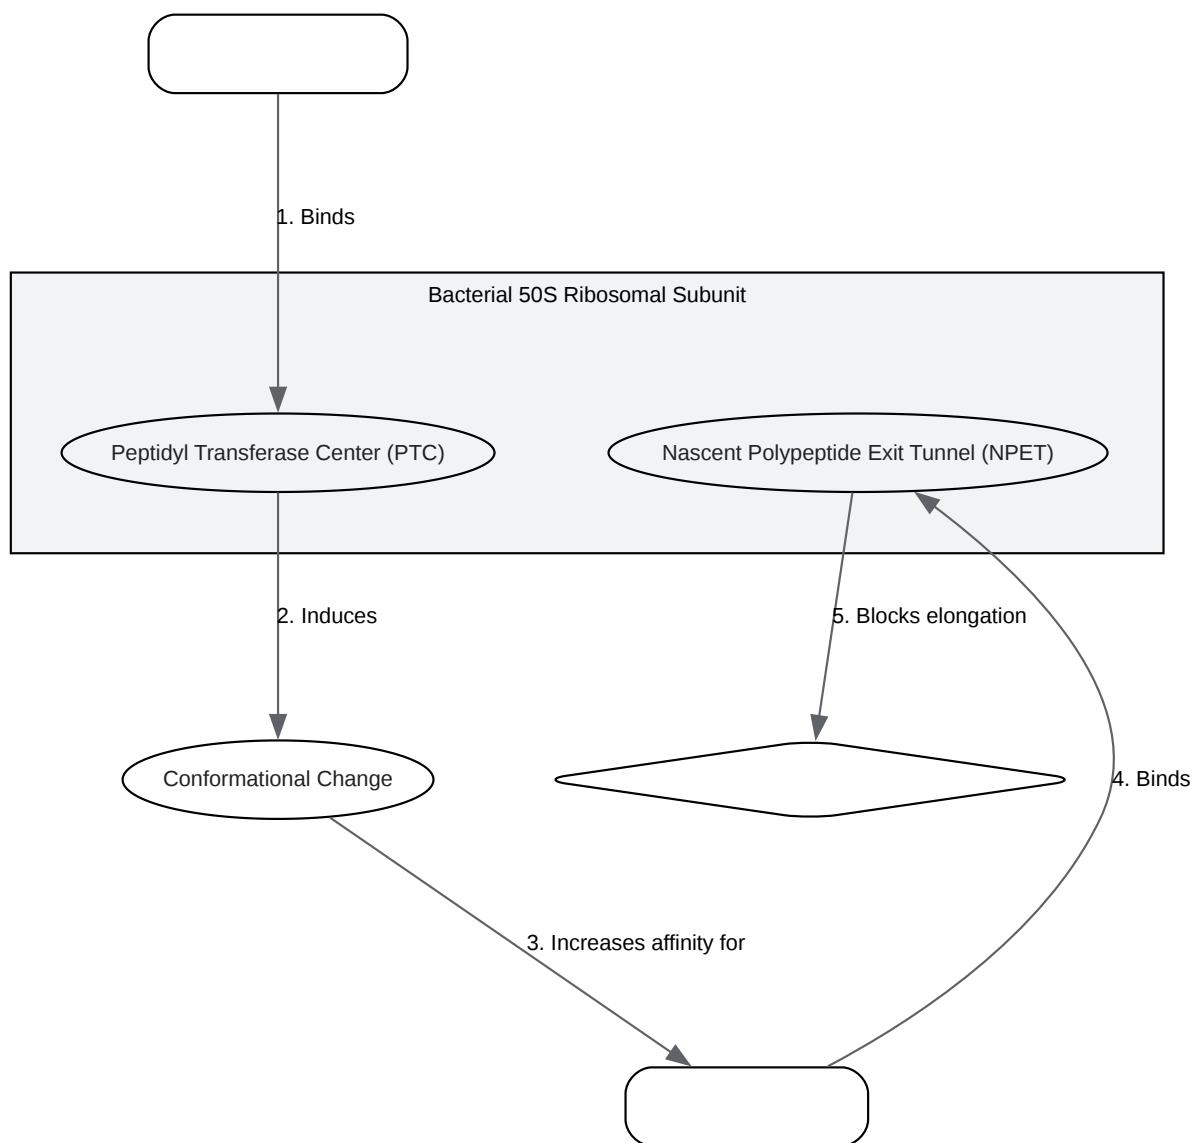 1. Binds
Bacterial 50S Ribosomal Subunit
Peptidyl Transferase Center (PTC)
Nascent Polypeptide Exit Tunnel (NPET)
2. Induces
5. Blocks elongation
Conformational Change
4. Binds
3. Increases affinity for